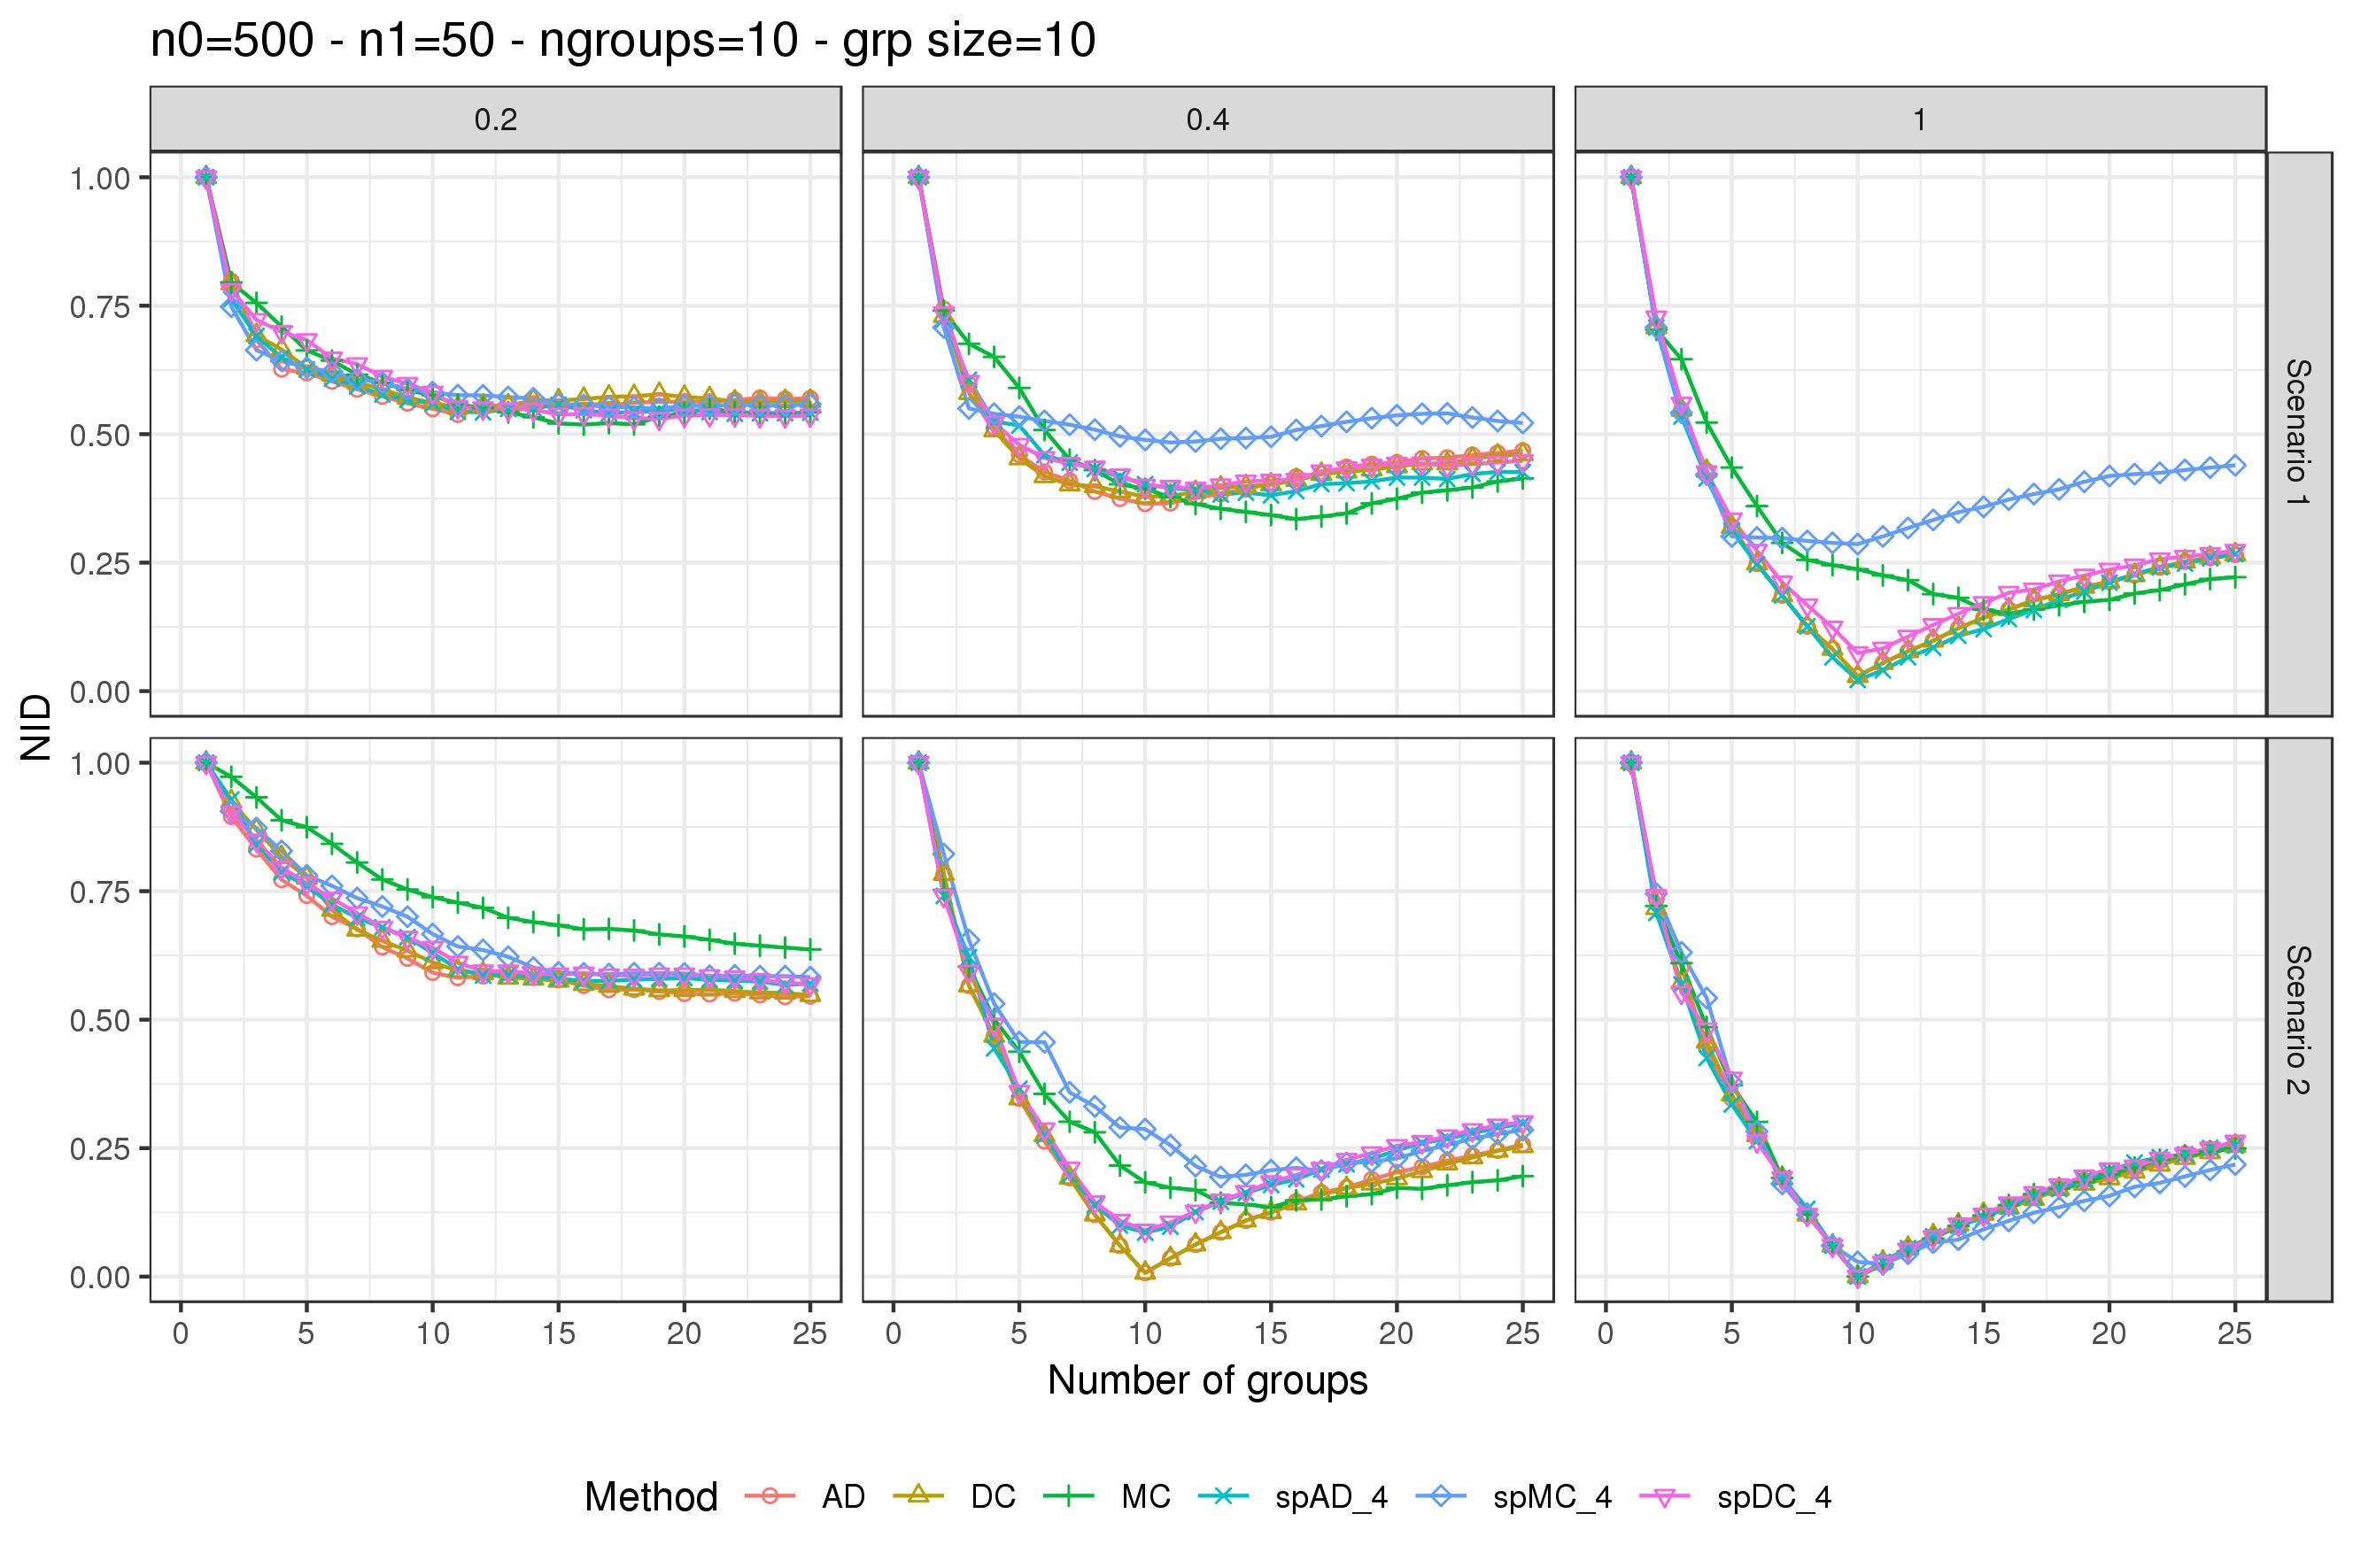 n0=500 - n1=50 - ngroups=10 - grp size=10
0.2 0.4 1
1.00
0.75
0.50
0.25
0.00
Scenario 1
NID
1.00
0.75
0.50
0.25
0.00
Scenario 2
0 5 10 15 20 25 0 5 10 15 20 25 0 5 10 15 20 25
Number of groups
Method AD DC MC spAD_4 spMC_4 spDC_4